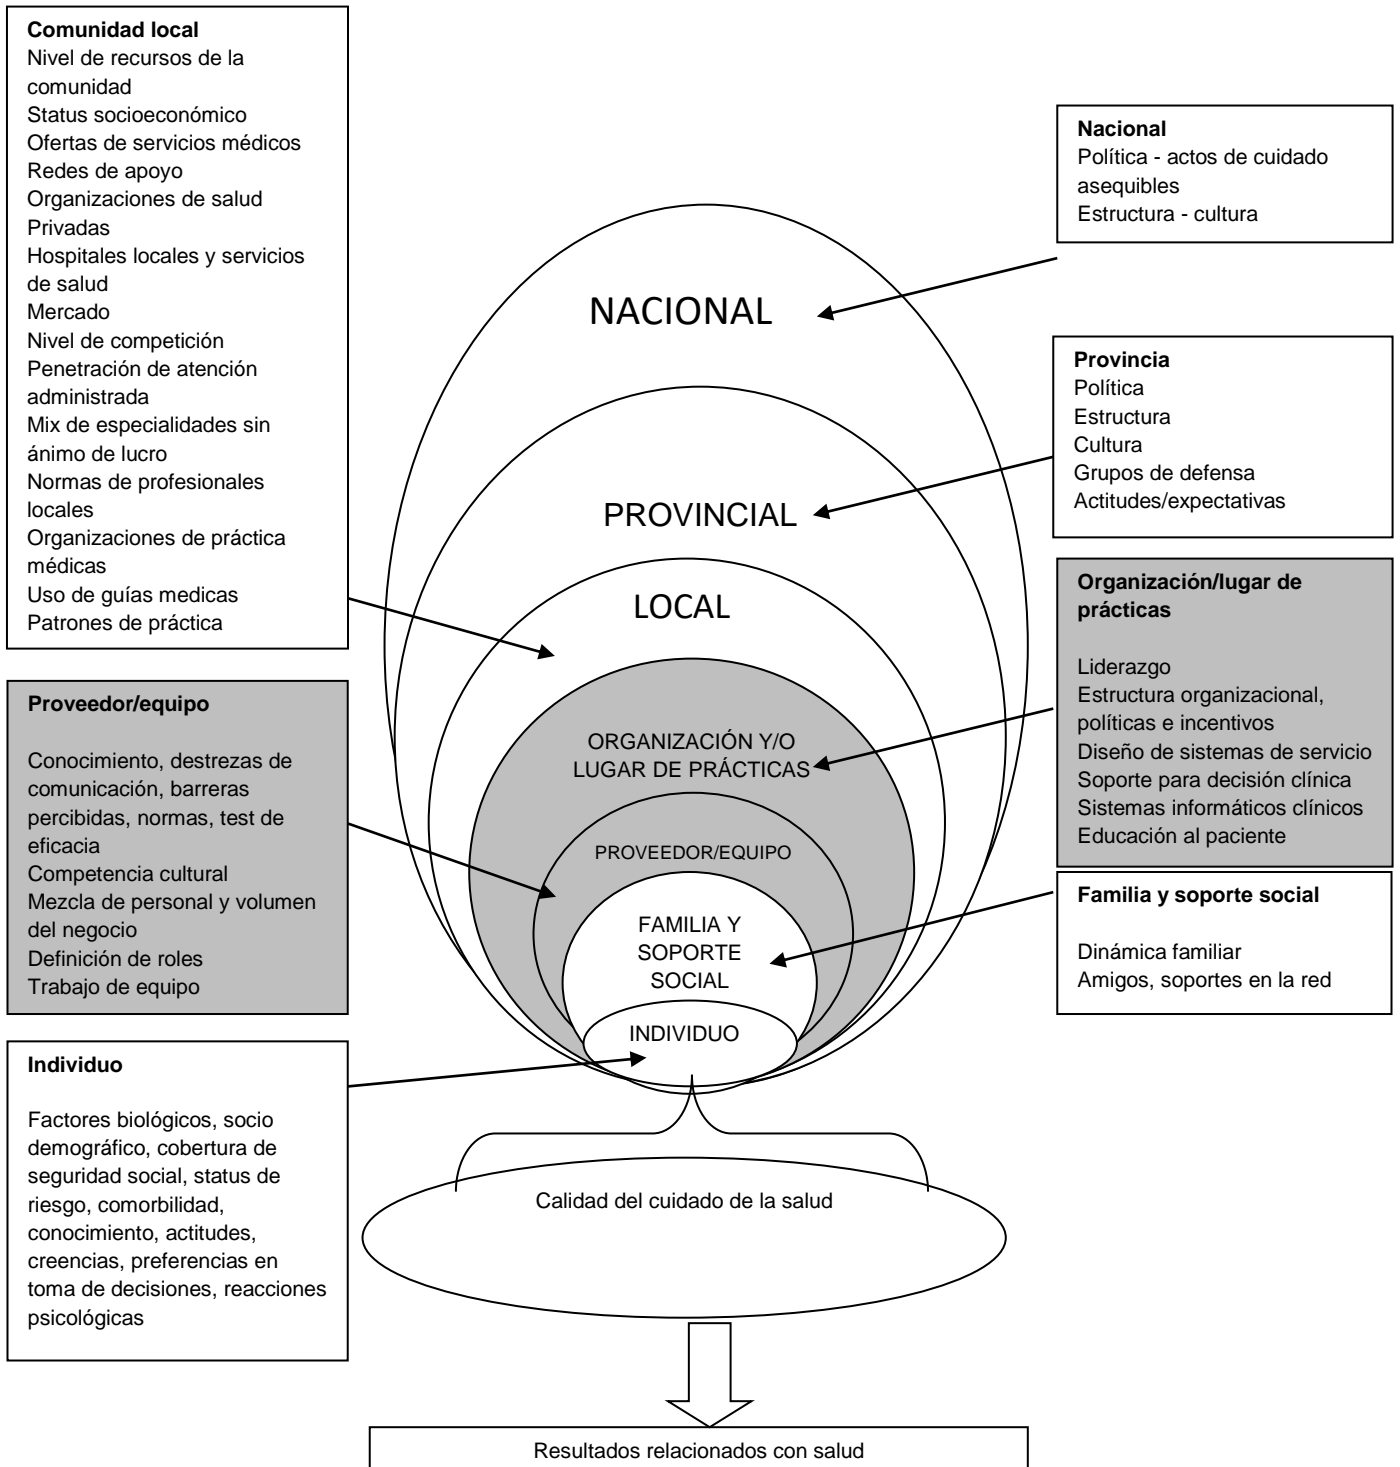 Comunidad local
Nivel de recursos de la
comunidad
Status socioeconómico
Ofertas de servicios médicos
Redes de apoyo
Organizaciones de salud
Privadas
Hospitales locales y servicios
de salud
Mercado
Nivel de competición
Penetración de atención
administrada
Mix de especialidades sin
ánimo de lucro
Normas de profesionales
locales
Organizaciones de práctica
médicas
Uso de guías medicas
Patrones de práctica
Proveedor/equipo
Conocimiento, destrezas de
comunicación, barreras
percibidas, normas, test de
eficacia
Competencia cultural
Mezcla de personal y volumen
del negocio
Definición de roles
Trabajo de equipo
Individuo
Factores biológicos, socio
demográfico, cobertura de
seguridad social, status de
riesgo, comorbilidad,
conocimiento, actitudes,
creencias, preferencias en
toma de decisiones, reacciones
psicológicas
NACIONAL
PROVINCIAL
LOCAL
ORGANIZACIÓN Y/O
LUGAR DE PRÁCTICAS
PROVEEDOR/EQUIPO
FAMILIA Y
SOPORTE
SOCIAL
INDIVIDUO
Nacional
Política - actos de cuidado
asequibles
Estructura - cultura
Provincia
Política
Estructura
Cultura
Grupos de defensa
Actitudes/expectativas
Organización/lugar de
prácticas
Liderazgo
Estructura organizacional,
políticas e incentivos
Diseño de sistemas de servicio
Soporte para decisión clínica
Sistemas informáticos clínicos
Educación al paciente
Familia y soporte social
Dinámica familiar
Amigos, soportes en la red
Calidad del cuidado de la salud
Resultados relacionados con salud